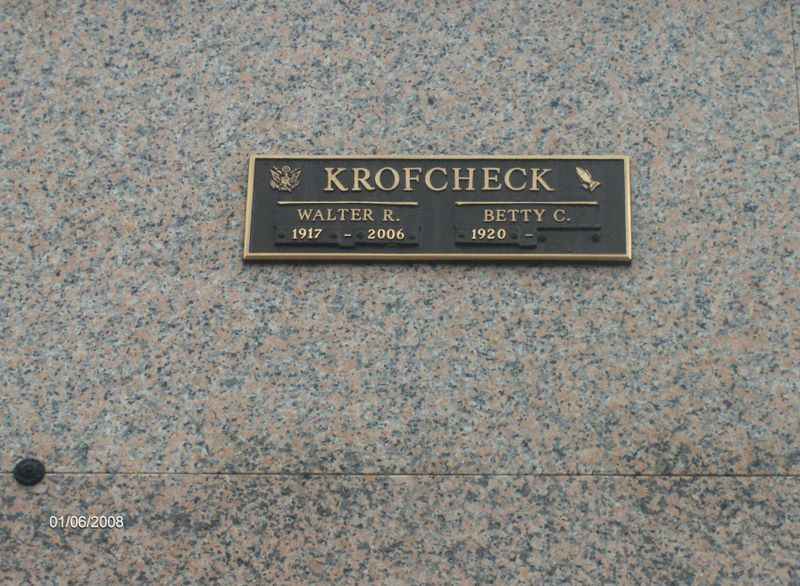 KROFCHECK
WALTER R. BETTY C.
1917 – 2006 1920 –
01/06/2008